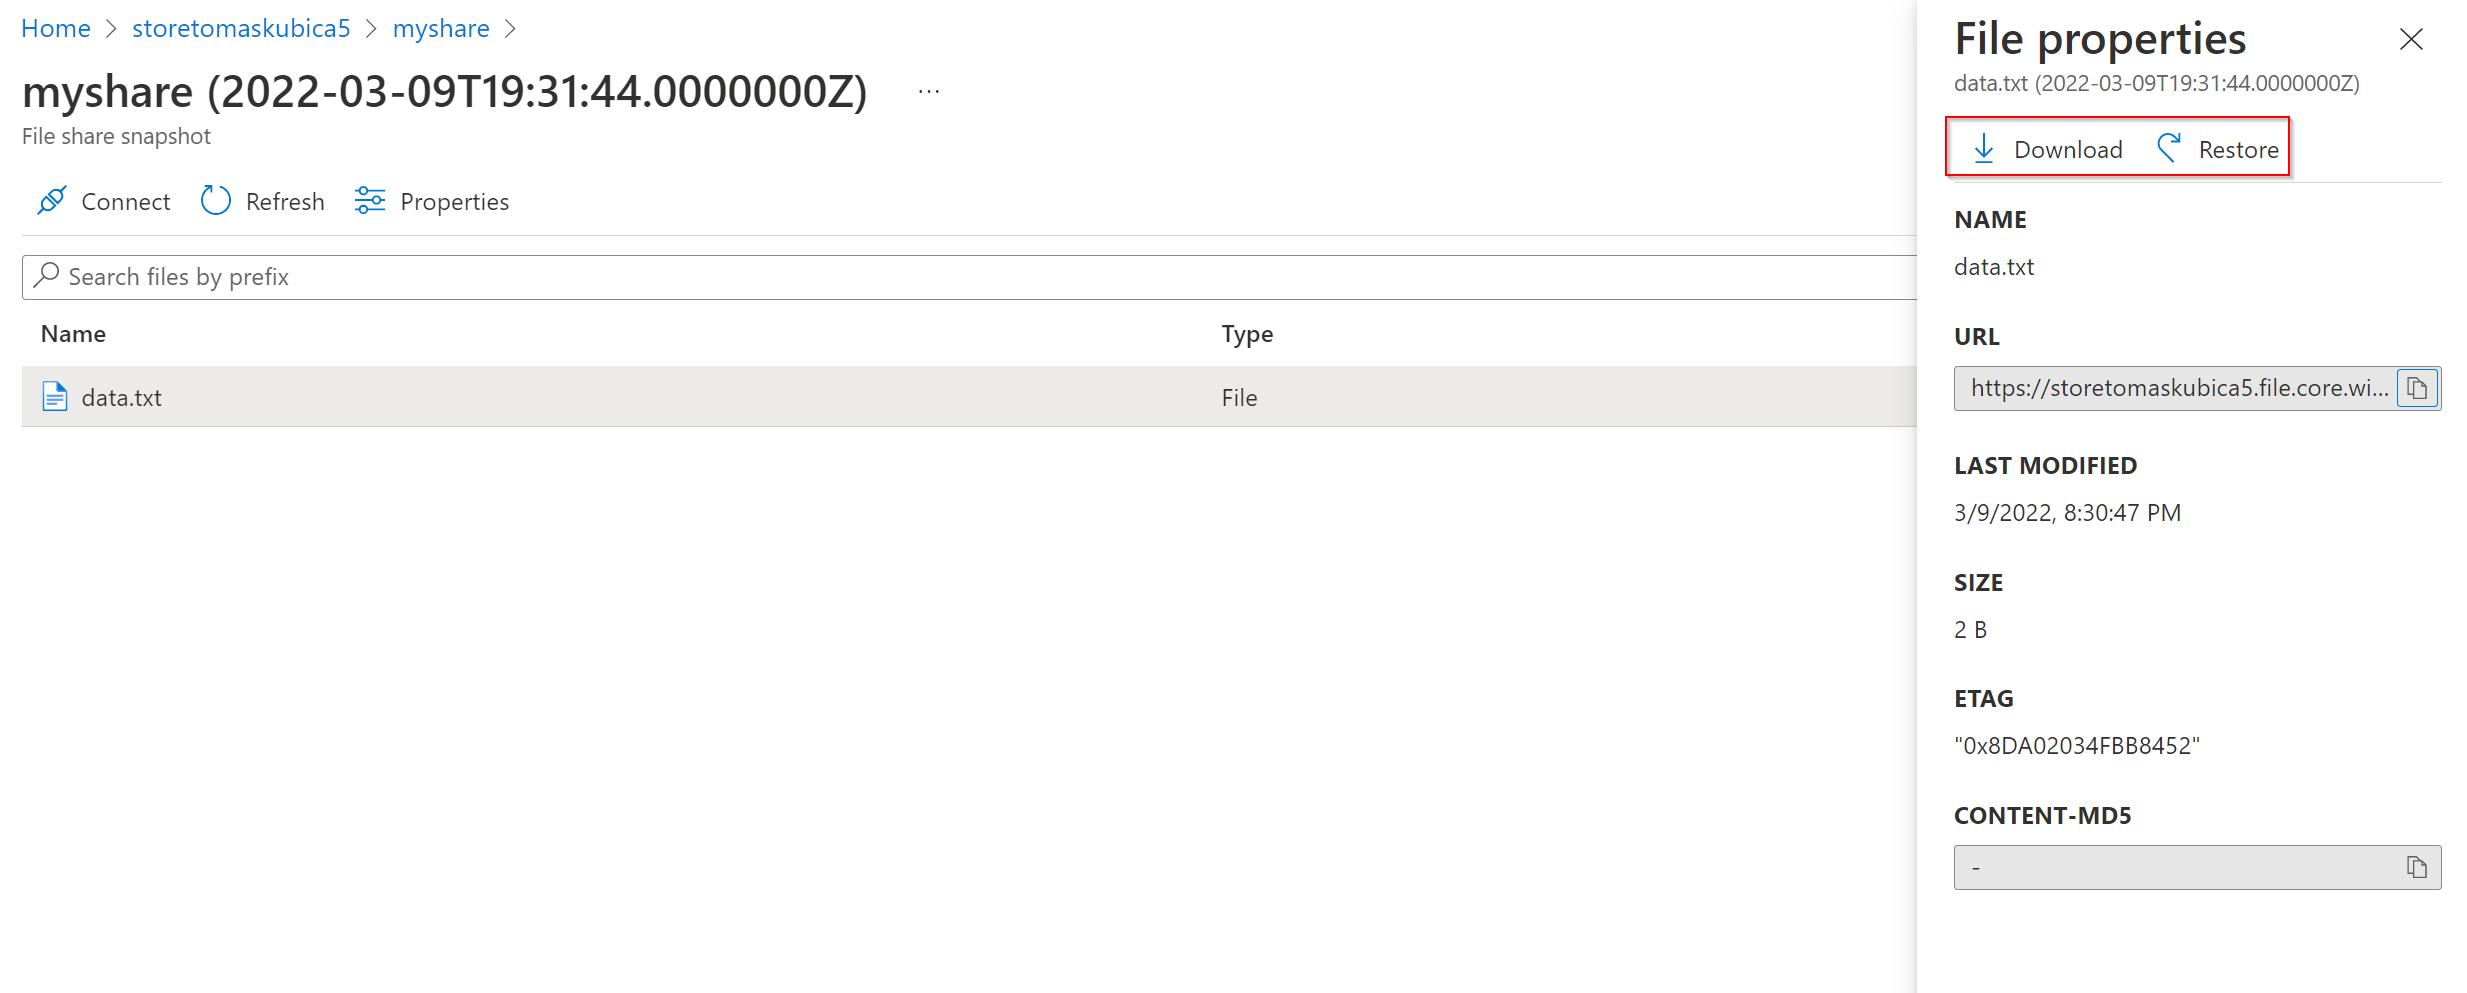 Home > storetomaskubica5 > myshare >
myshare (2022-03-09T19:31:44.0000000Z) ...
File share snapshot
Connect Refresh Properties
Search files by prefix
Name Type
data.txt File
File properties
data.txt (2022-03-09T19:31:44.0000000Z)
Download Restore
NAME
data.txt
URL
https://storetomaskubica5.file.core.wi...
LAST MODIFIED
3/9/2022, 8:30:47 PM
SIZE
2 B
ETAG
"0x8DA02034FBB8452"
CONTENT-MD5
-